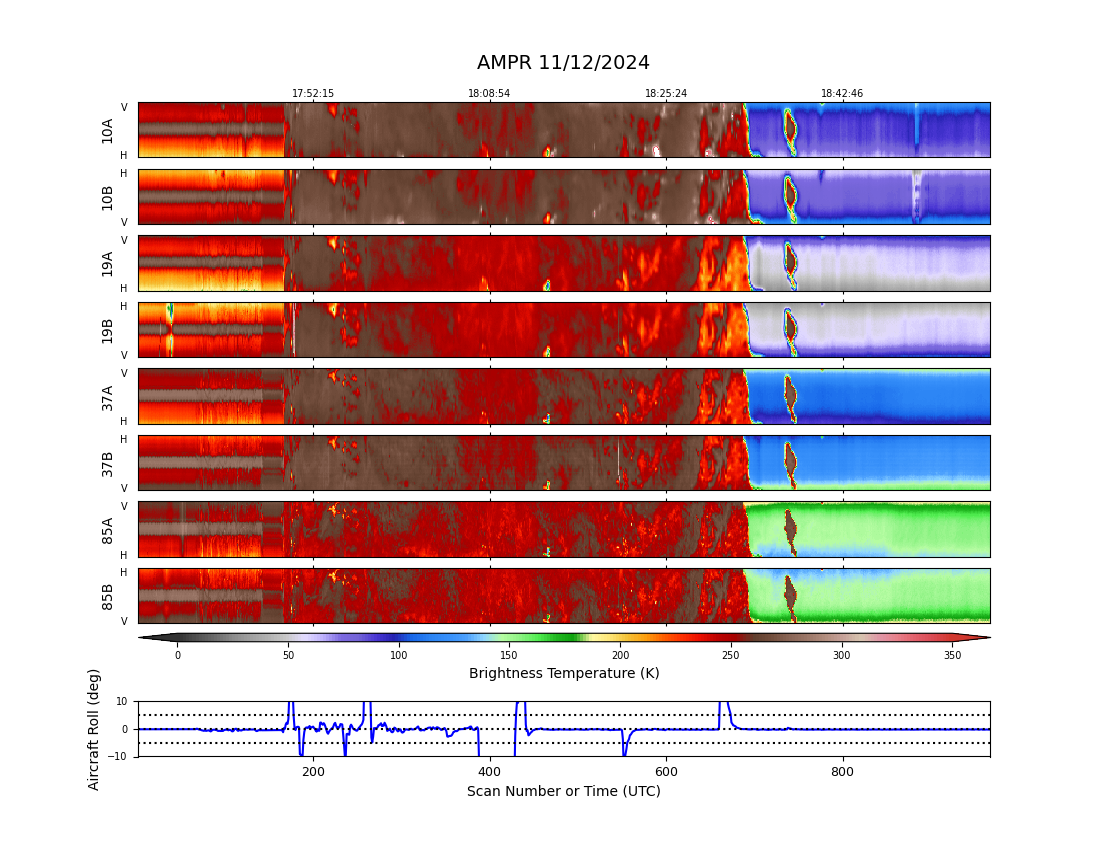 AMPR 11/12/2024
17:52:15 18:08:54 18:25:24 18:42:46
V
10A
H
H
10B
V
V
19A
H
H
19B
V
V
37A
H
H
37B
V
V
85A
H
H
85B
V
0 50 100 150 200 250 300 350
Brightness Temperature (K)
Aircraft Roll (deg)
10
0
−10
200 400 600 800
Scan Number or Time (UTC)